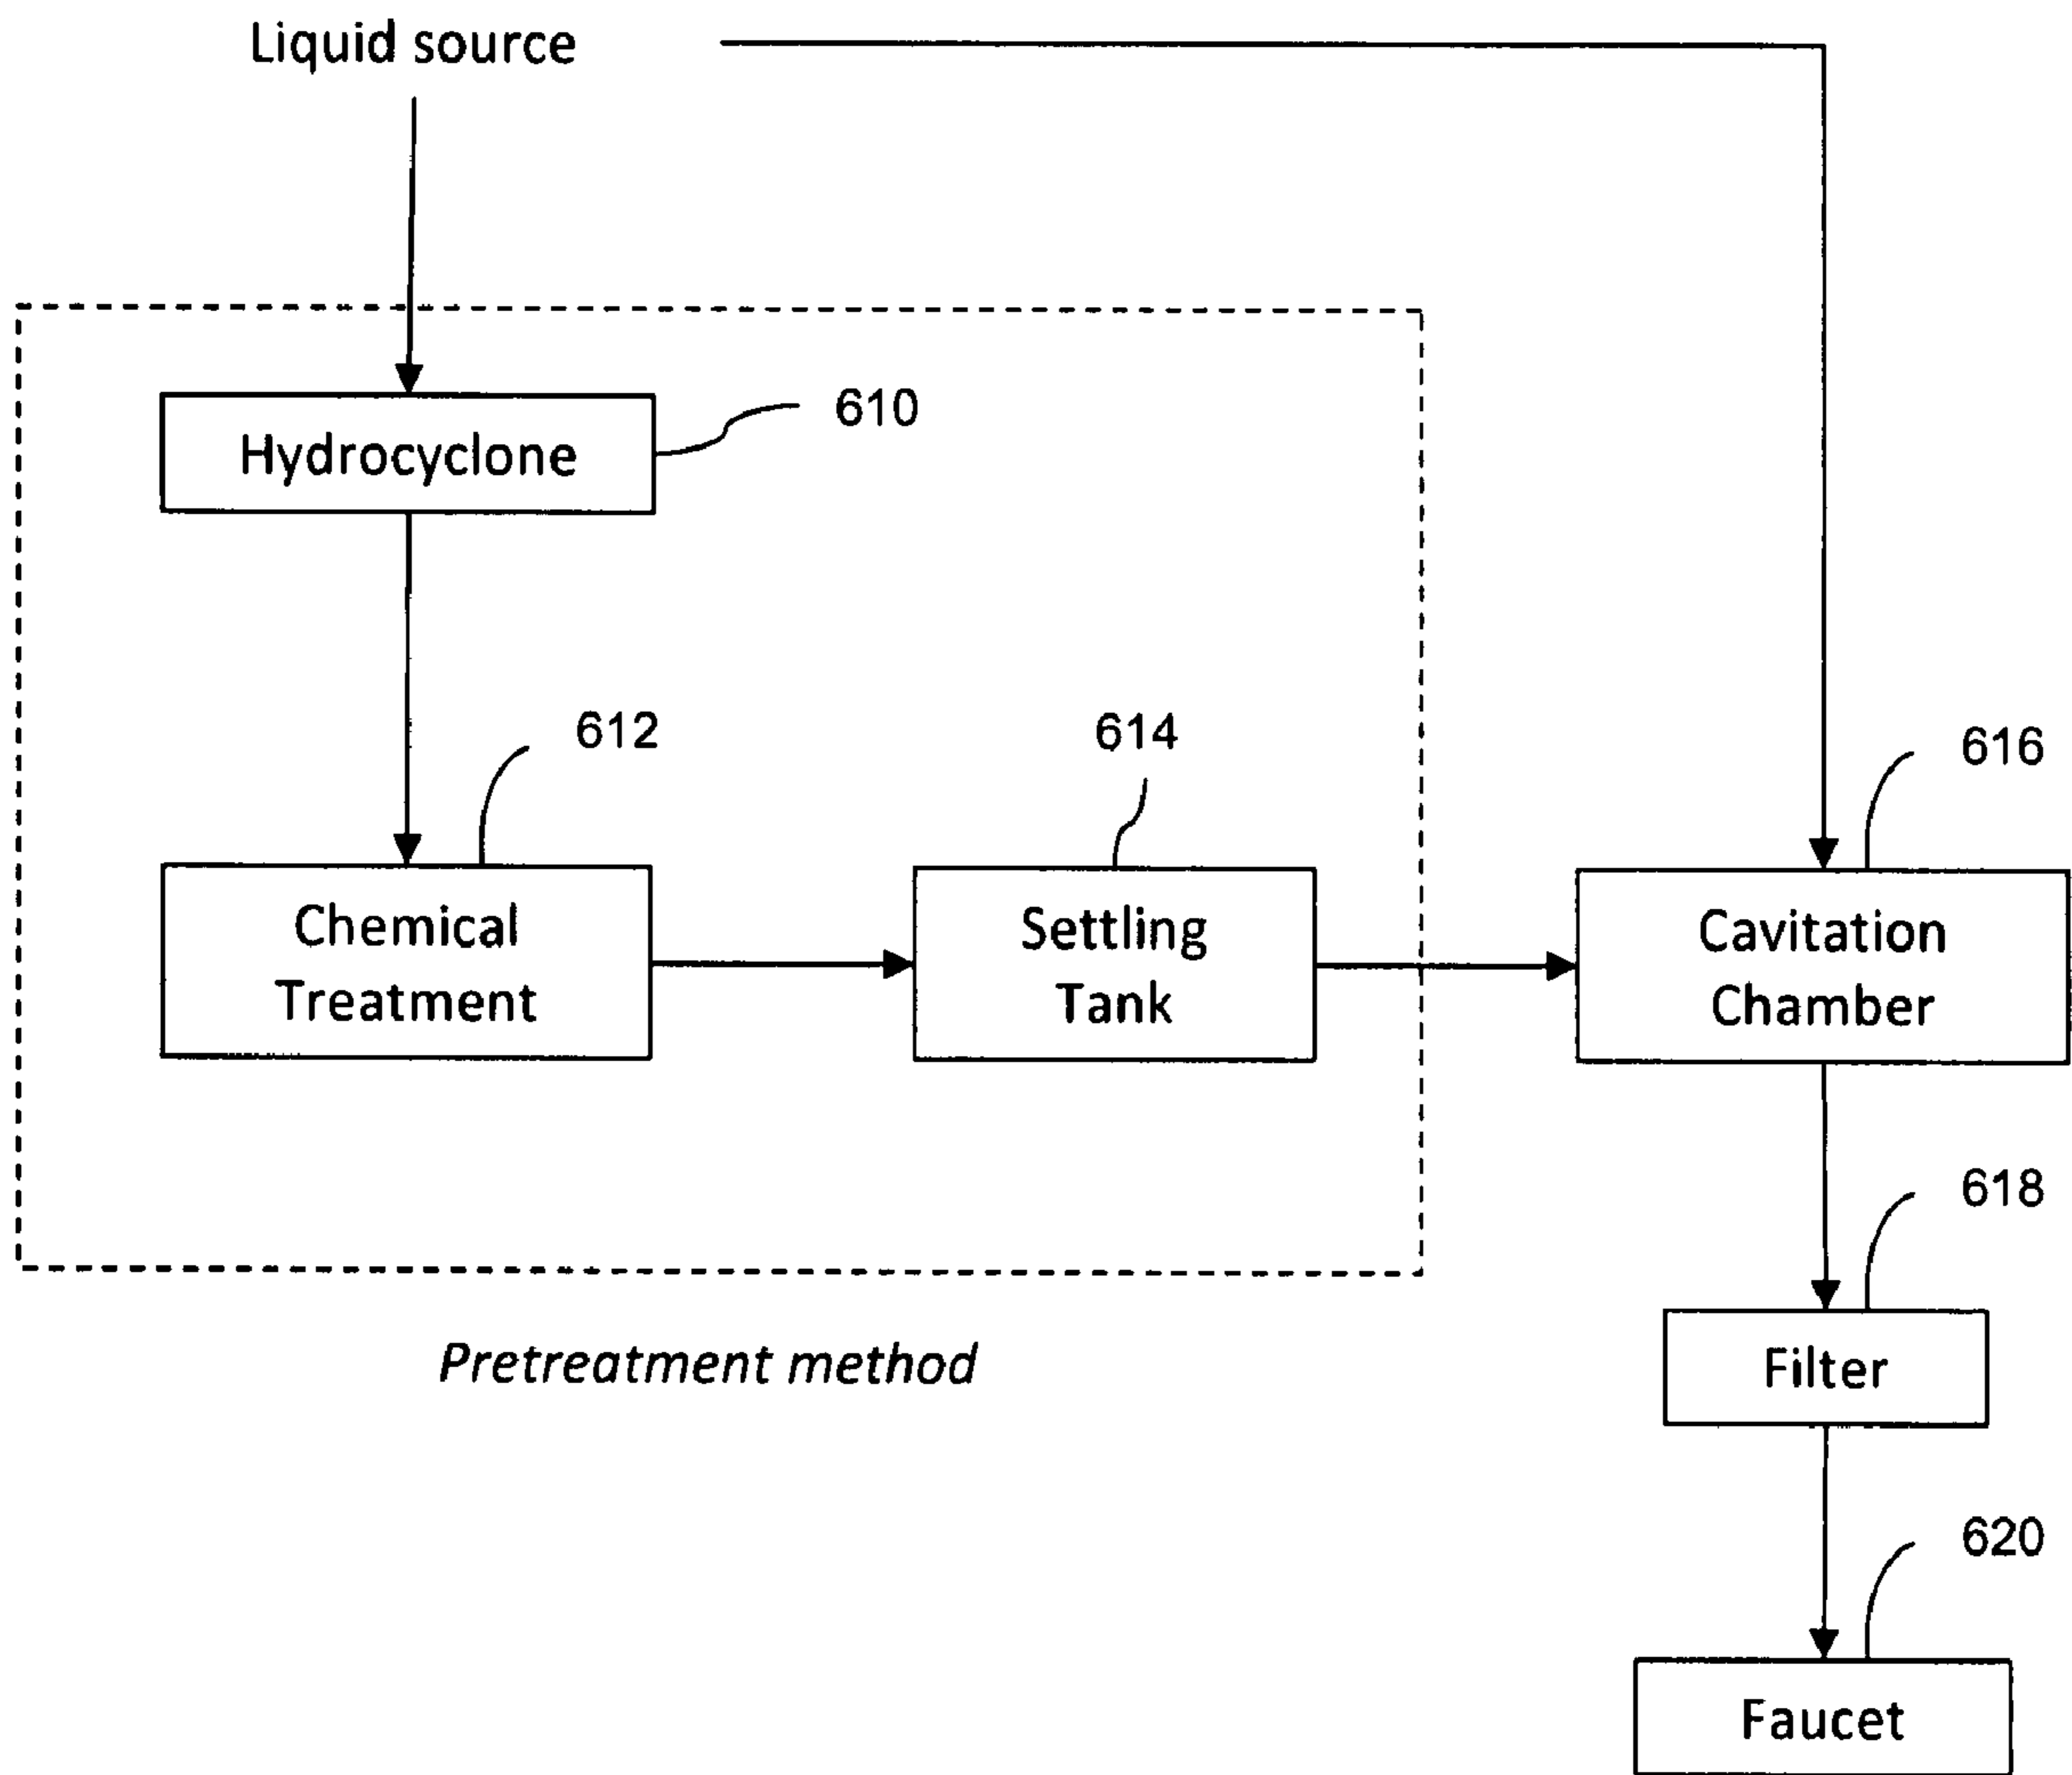 Liquid source
Hydrocyclone
610
612
614
616
Chemical
Treatment
Settling
Tank
Cavitation
Chamber
618
Pretreatment method
Filter
620
Faucet